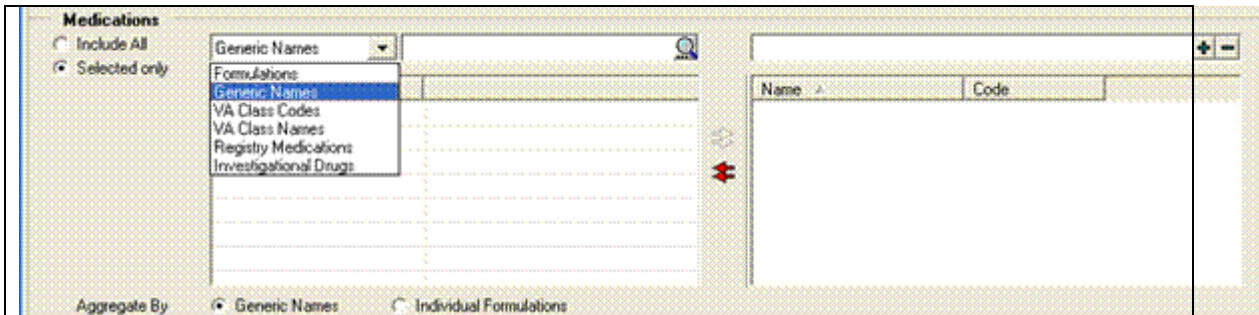 Medications
Include All
Selected only
Generic Names
Formulations
Generic Names
VA Class Codes
VA Class Names
Registry Medications
Investigational Drugs
Name
Code
Aggregate By
Generic Names
Individual Formulations